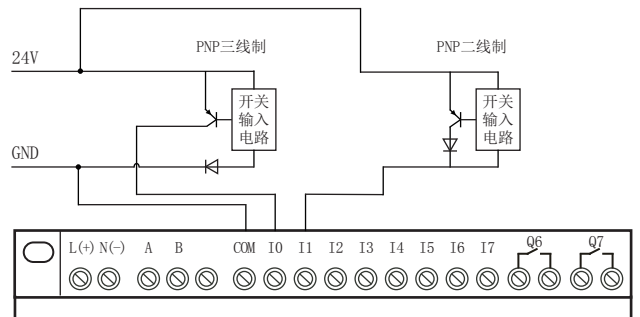 PNP三线制
PNP二线制
24V
开关
输入
电路
开关
输入
电路
GND
L(+) N(-) A B COM I0 I1 I2 I3 I4 I5 I6 I7 Q6 Q7